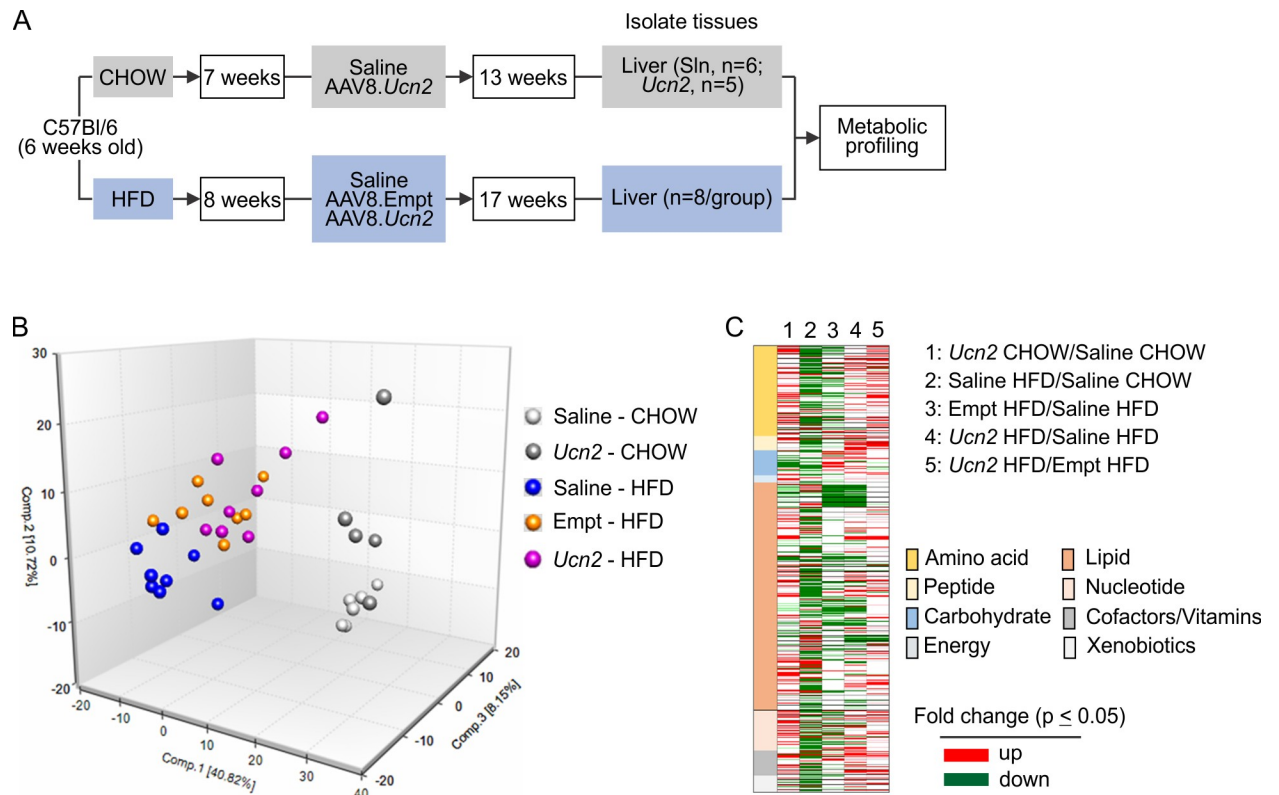 A
Isolate tissues
CHOW
7 weeks
Saline
AAV8.Ucn2
13 weeks
Liver (Sln, n=6;
Ucn2, n=5)
C57Bl/6
(6 weeks old)
Metabolic
profiling
HFD
8 weeks
Saline
AAV8.Empt
AAV8.Ucn2
17 weeks
Liver (n=8/group)
B
30
20
10
0
-10
-20
Comp.2 [10.72%]
-20
-10
0
10
20
30
40
Comp.1 [40.82%]
-20
-10
0
10
20
Comp.3 [8.15%]
Saline - CHOW
Ucn2 - CHOW
Saline - HFD
Empt - HFD
Ucn2 - HFD
C
1 2 3 4 5
1: Ucn2 CHOW/Saline CHOW
2: Saline HFD/Saline CHOW
3: Empt HFD/Saline HFD
4: Ucn2 HFD/Saline HFD
5: Ucn2 HFD/Empt HFD
Amino acid
Peptide
Carbohydrate
Energy
Lipid
Nucleotide
Cofactors/Vitamins
Xenobiotics
Fold change (p ≤ 0.05)
up
down